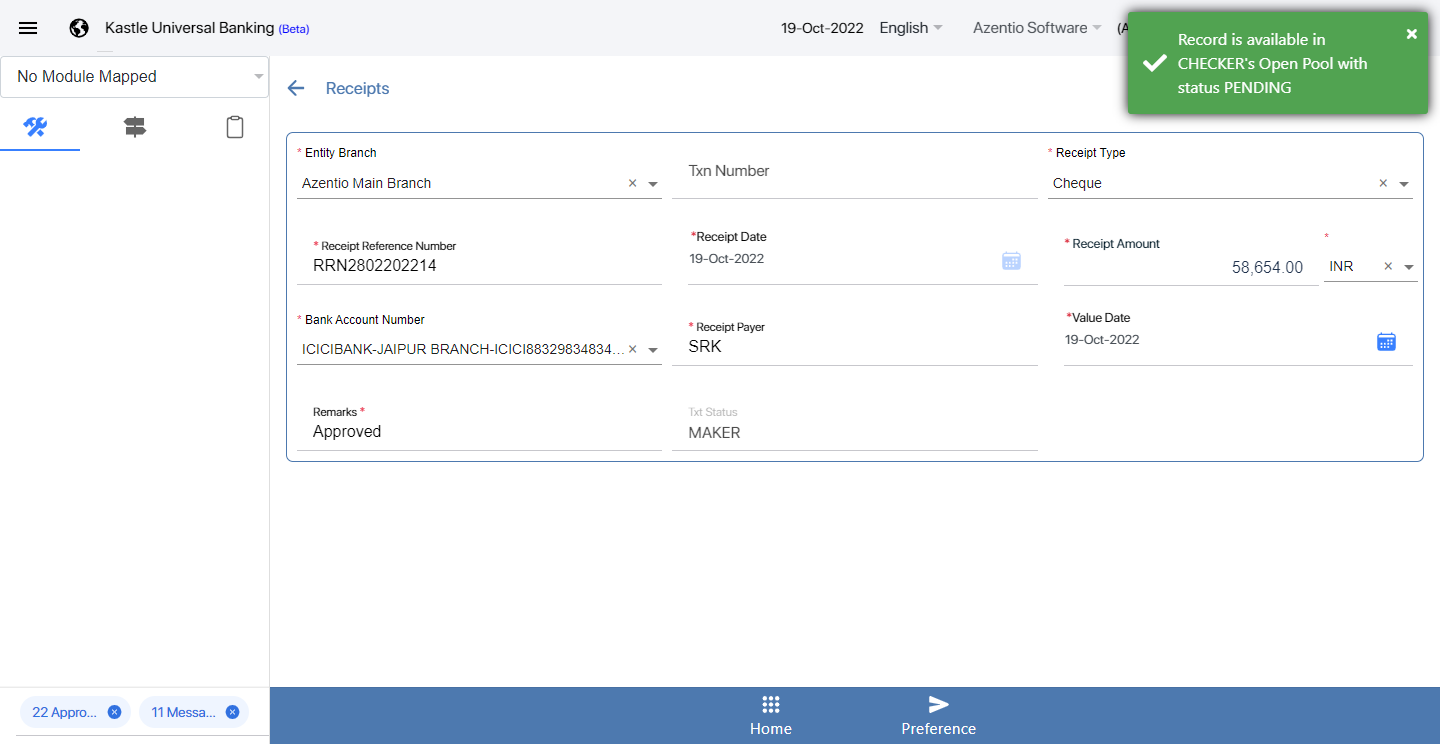 Kastle Universal Banking (Beta)
19-Oct-2022
English
Azentio Software
(A
Record is available in
CHECKER's Open Pool with
status PENDING
No Module Mapped
Receipts
* Entity Branch
Azentio Main Branch
Txn Number
* Receipt Type
Cheque
* Receipt Reference Number
RRN2802202214
*Receipt Date
19-Oct-2022
* Receipt Amount
58,654.00
*
INR
* Bank Account Number
ICICIBANK-JAIPUR BRANCH-ICICI88329834834...
* Receipt Payer
SRK
*Value Date
19-Oct-2022
Remarks *
Approved
Txt Status
MAKER
22 Appro...
11 Messa...
Home
Preference